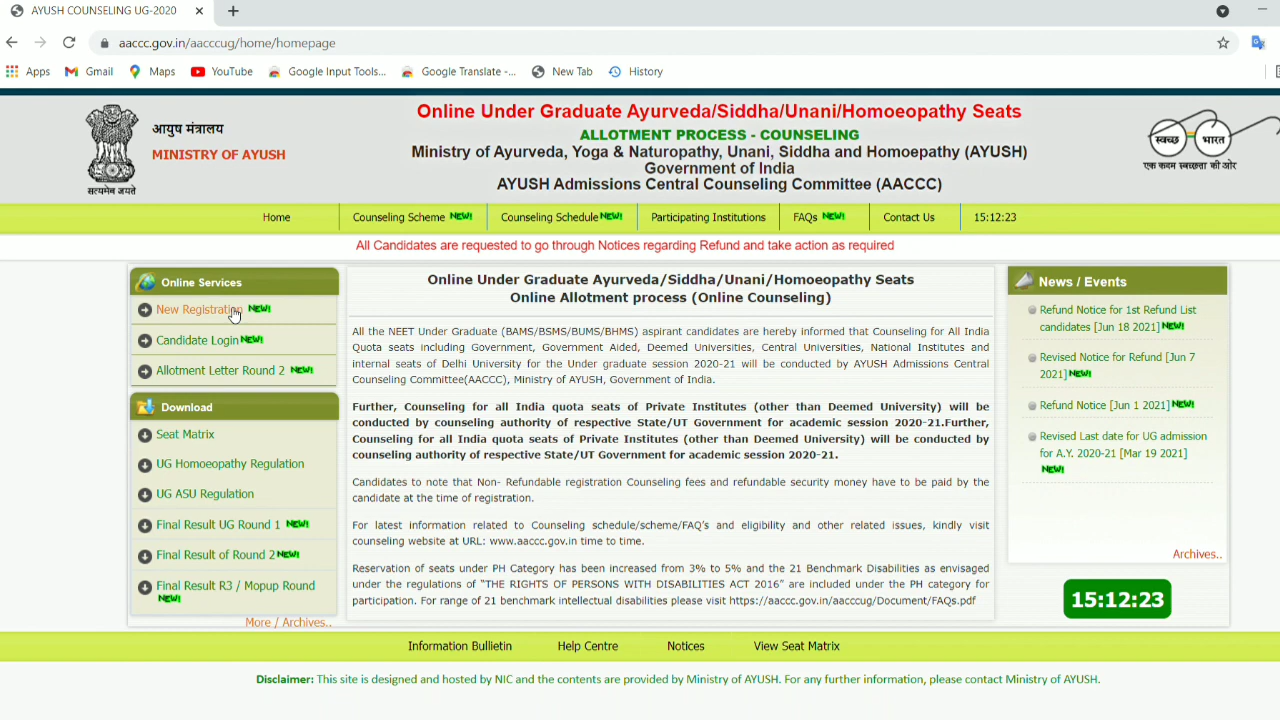 AYUSH COUNSELING UG-2020
aaccc.gov.in/aacccug/home/homepage
Apps Gmail Maps YouTube Google Input Tools... Google Translate -... New Tab History
आयुष मंत्रालय
MINISTRY OF AYUSH
सत्यमेव जयते
Online Under Graduate Ayurveda/Siddha/Unani/Homoeopathy Seats
ALLOTMENT PROCESS - COUNSELING
Ministry of Ayurveda, Yoga & Naturopathy, Unani, Siddha and Homoepathy (AYUSH)
Government of India
AYUSH Admissions Central Counseling Committee (AACCC)
स्वच्छ भारत
एक कदम स्वच्छता की ओर
Home Counseling Scheme NEW! Counseling Schedule NEW! Participating Institutions FAQs NEW! Contact Us 15:12:23
All Candidates are requested to go through Notices regarding Refund and take action as required
Online Services
New Registration NEW!
Candidate Login NEW!
Allotment Letter Round 2 NEW!
Download
Seat Matrix
UG Homoeopathy Regulation
UG ASU Regulation
Final Result UG Round 1 NEW!
Final Result of Round 2 NEW!
Final Result R3 / Mopup Round
NEW!
More / Archives..
Online Under Graduate Ayurveda/Siddha/Unani/Homoeopathy Seats
Online Allotment process (Online Counseling)
All the NEET Under Graduate (BAMS/BSMS/BUMS/BHMS) aspirant candidates are hereby informed that Counseling for All India
Quota seats including Government, Government Aided, Deemed Universities, Central Universities, National Institutes and
internal seats of Delhi University for the Under graduate session 2020-21 will be conducted by AYUSH Admissions Central
Counseling Committee(AACCC), Ministry of AYUSH, Government of India.
Further, Counseling for all India quota seats of Private Institutes (other than Deemed University) will be
conducted by counseling authority of respective State/UT Government for academic session 2020-21.Further,
Counseling for all India quota seats of Private Institutes (other than Deemed University) will be conducted by
counseling authority of respective State/UT Government for academic session 2020-21.
Candidates to note that Non- Refundable registration Counseling fees and refundable security money have to be paid by the
candidate at the time of registration.
For latest information related to Counseling schedule/scheme/FAQ's and eligibility and other related issues, kindly visit
counseling website at URL: www.aaccc.gov.in time to time.
Reservation of seats under PH Category has been increased from 3% to 5% and the 21 Benchmark Disabilities as envisaged
under the regulations of “THE RIGHTS OF PERSONS WITH DISABILITIES ACT 2016” are included under the PH category for
participation. For range of 21 benchmark intellectual disabilities please visit https://aaccc.gov.in/aacccug/Document/FAQs.pdf
News / Events
Refund Notice for 1st Refund List
candidates [Jun 18 2021] NEW!
Revised Notice for Refund [Jun 7
2021] NEW!
Refund Notice [Jun 1 2021] NEW!
Revised Last date for UG admission
for A.Y. 2020-21 [Mar 19 2021]
NEW!
Archives..
15:12:23
Information Bulletin Help Centre Notices View Seat Matrix
Disclaimer: This site is designed and hosted by NIC and the contents are provided by Ministry of AYUSH. For any further information, please contact Ministry of AYUSH.